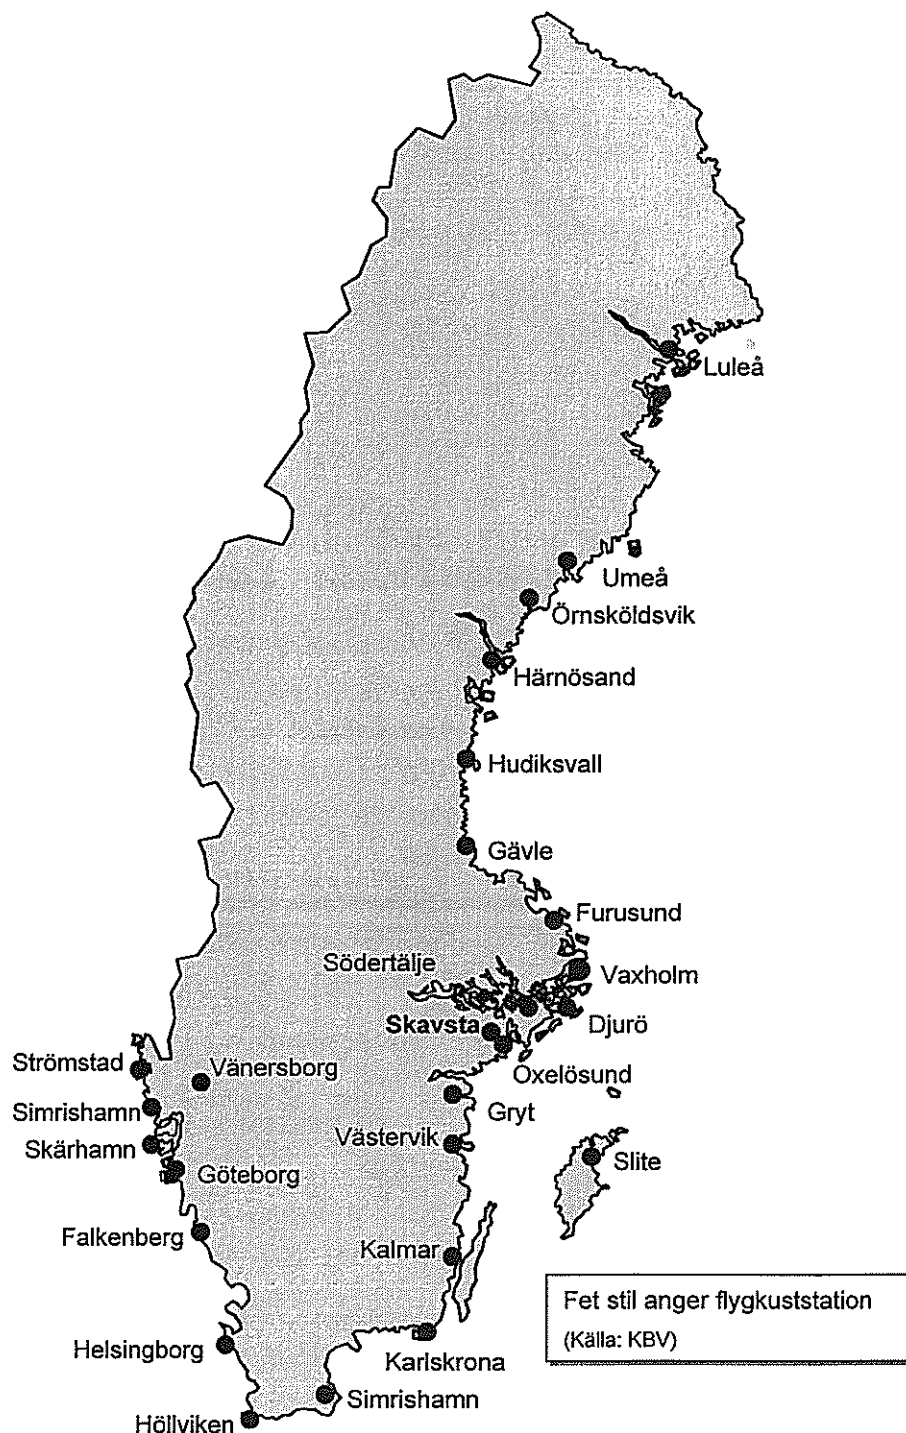 Luleå
Umeå
Örnsköldsvik
Härnösand
Hudiksvall
Gävle
Furusund
Södertälje
Vaxholm
Skavsta
Djurö
Oxelösund
Strömstad
Vänersborg
Gryt
Simrishamn
Västervik
Skärhamn
Slite
Göteborg
Falkenberg
Kalmar
Fet stil anger flygkuststation
(Källa: KBV)
Helsingborg
Karlskrona
Simrishamn
Höllviken